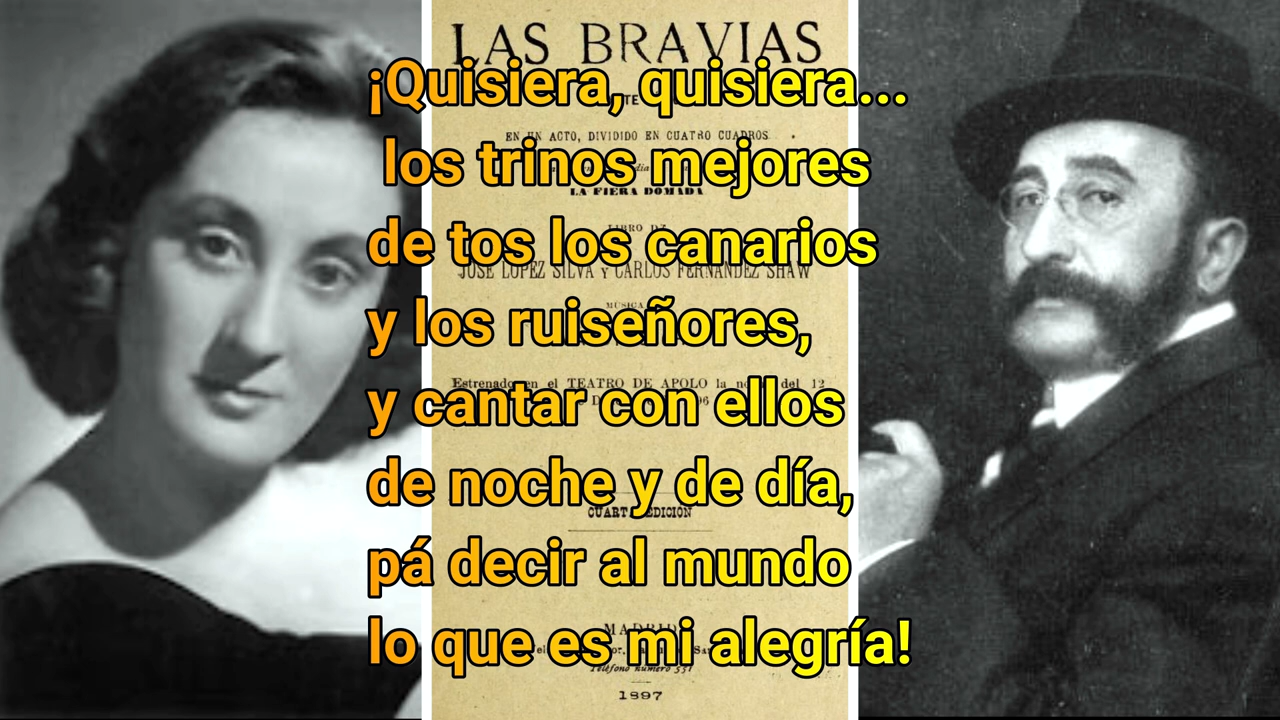 LAS BRAVIAS
¡Quisiera, quisiera...
EN UN ACTO, DIVIDIDO EN CUATRO CUADROS
los trinos mejores
LA FIERA DOMADA
de tos los canarios
JOSÉ LÓPEZ SILVA Y CARLOS FERNÁNDEZ SHAW
y los ruiseñores,
Estrenado en el TEATRO DE APOLO la del 12
y cantar con ellos
de noche y de día,
EDICIÓN
pá decir al mundo
MADRID
lo que es mi alegría!
Teléfono número 551
1897